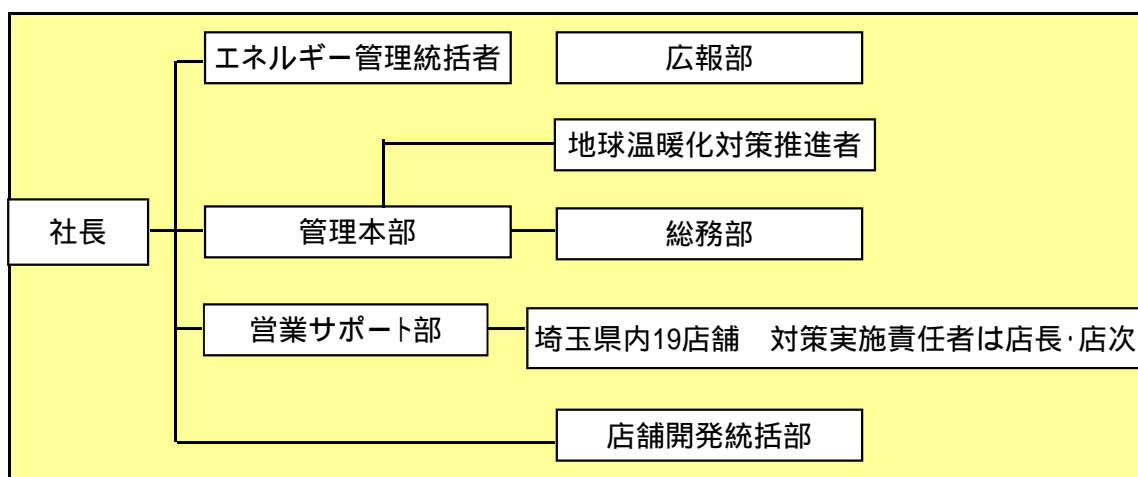 エネルギー管理統括者
広報部
地球温暖化対策推進者
社長
管理本部
総務部
営業サポート部
埼玉県内19店舗　対策実施責任者は店長・店次
店舗開発統括部